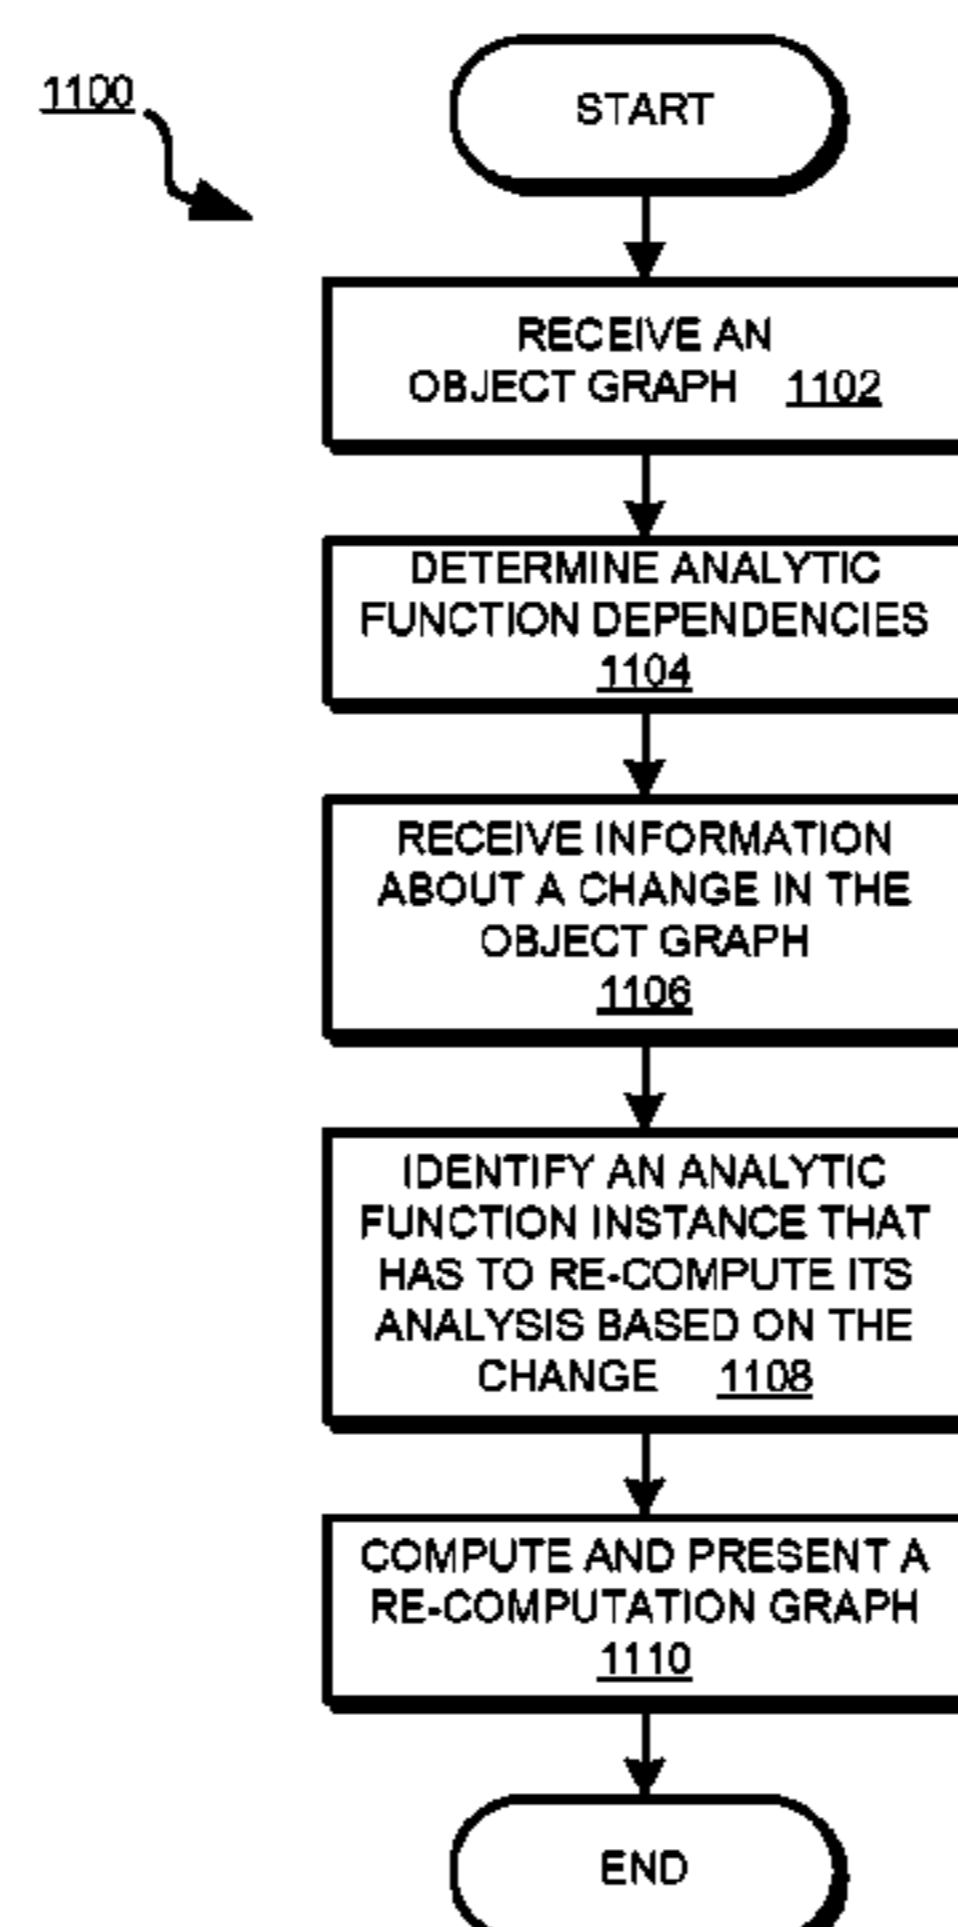 1100
START
RECEIVE AN
OBJECT GRAPH 1102
DETERMINE ANALYTIC
FUNCTION DEPENDENCIES
1104
RECEIVE INFORMATION
ABOUT A CHANGE IN THE
OBJECT GRAPH
1106
IDENTIFY AN ANALYTIC
FUNCTION INSTANCE THAT
HAS TO RE-COMPUTE ITS
ANALYSIS BASED ON THE
CHANGE 1108
COMPUTE AND PRESENT A
RE-COMPUTATION GRAPH
1110
END